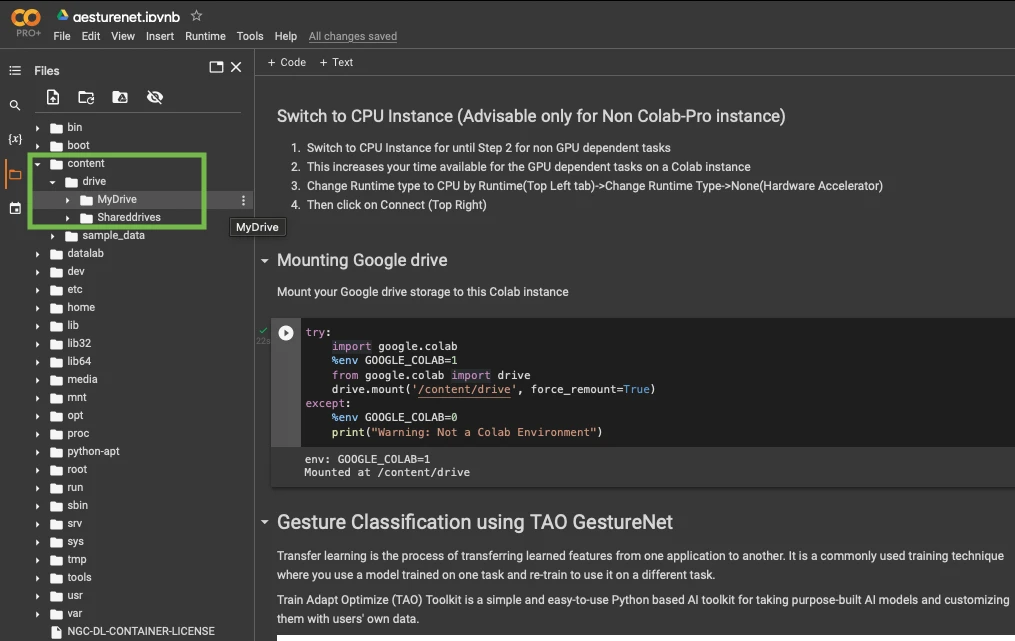 gesturenet.ipynb
PRO+
File Edit View Insert Runtime Tools Help All changes saved
Files
+ Code + Text
{x}
bin
boot
content
drive
MyDrive
Shareddrives
MyDrive
sample_data
datalab
dev
etc
home
lib
lib32
lib64
media
mnt
opt
proc
python-apt
root
run
sbin
srv
sys
tmp
tools
usr
var
NGC-DL-CONTAINER-LICENSE
Switch to CPU Instance (Advisable only for Non Colab-Pro instance)
1. Switch to CPU Instance for until Step 2 for non GPU dependent tasks
2. This increases your time available for the GPU dependent tasks on a Colab instance
3. Change Runtime type to CPU by Runtime(Top Left tab)->Change Runtime Type->None(Hardware Accelerator)
4. Then click on Connect (Top Right)
Mounting Google drive
Mount your Google drive storage to this Colab instance
22s
try:
import google.colab
%env GOOGLE_COLAB=1
from google.colab import drive
drive.mount('/content/drive', force_remount=True)
except:
%env GOOGLE_COLAB=0
print("Warning: Not a Colab Environment")
env: GOOGLE_COLAB=1
Mounted at /content/drive
Gesture Classification using TAO GestureNet
Transfer learning is the process of transferring learned features from one application to another. It is a commonly used training technique
where you use a model trained on one task and re-train to use it on a different task.
Train Adapt Optimize (TAO) Toolkit is a simple and easy-to-use Python based AI toolkit for taking purpose-built AI models and customizing
them with users' own data.